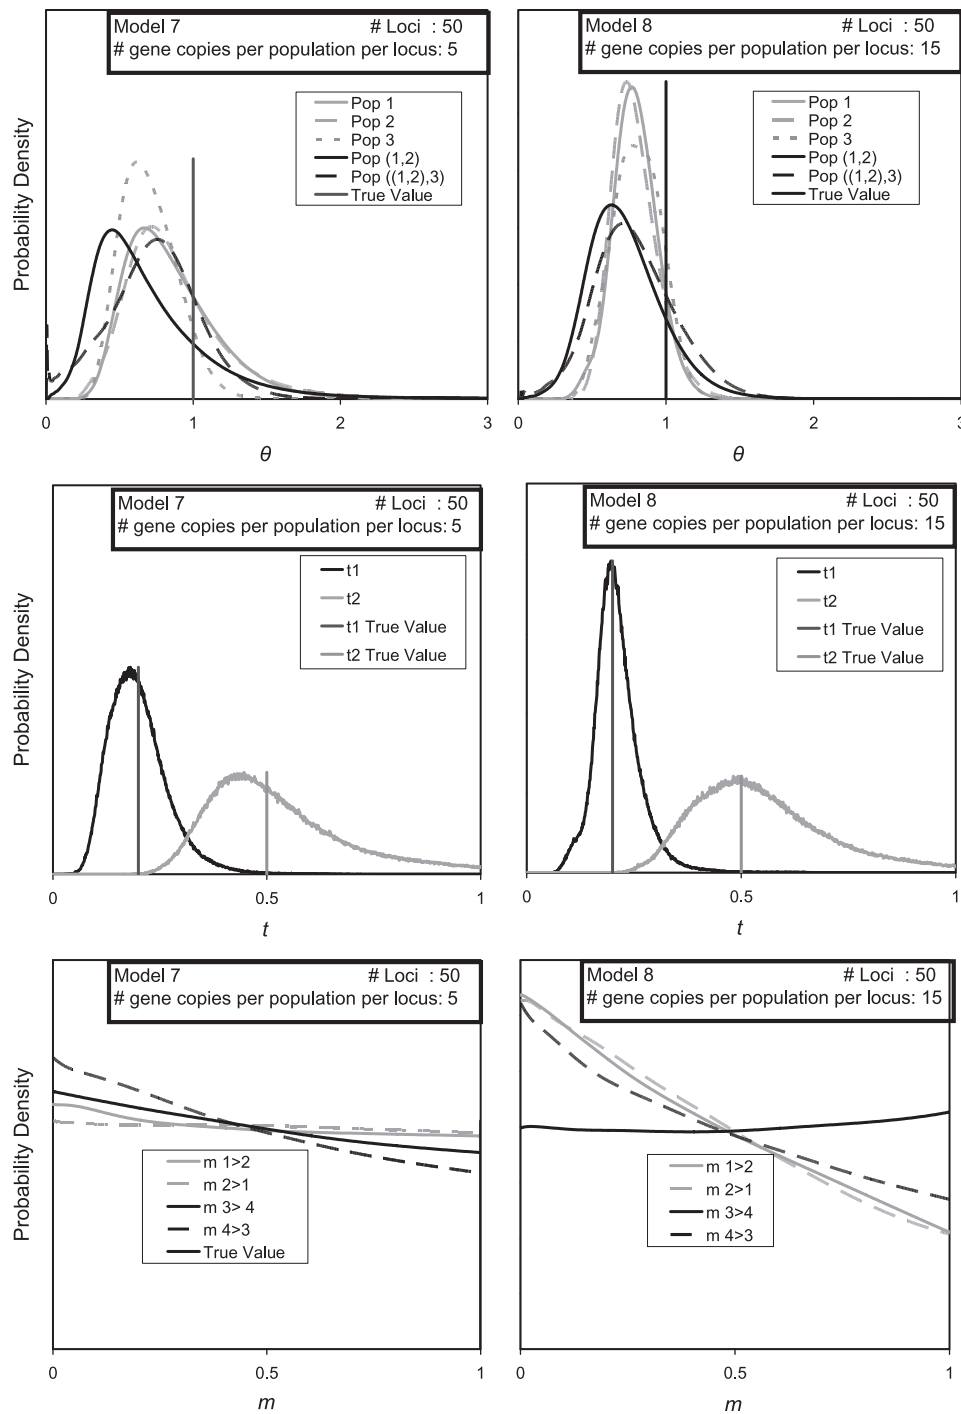 Model 7 # Loci : 50
# gene copies per population per locus: 5
Pop 1
Pop 2
Pop 3
Pop (1,2)
Pop ((1,2),3)
True Value
Probability Density
0 1 2 3
θ
Model 8 # Loci : 50
# gene copies per population per locus: 15
Pop 1
Pop 2
Pop 3
Pop (1,2)
Pop ((1,2),3)
True Value
0 1 2 3
θ
Model 7 # Loci : 50
# gene copies per population per locus: 5
t1
t2
t1 True Value
t2 True Value
Probability Density
0 0.5 1
t
Model 8 # Loci : 50
# gene copies per population per locus: 15
t1
t2
t1 True Value
t2 True Value
0 0.5 1
t
Model 7 # Loci : 50
# gene copies per population per locus: 5
m 1>2
m 2>1
m 3> 4
m 4>3
True Value
Probability Density
0 0.5 1
m
Model 8 # Loci : 50
# gene copies per population per locus: 15
m 1>2
m 2>1
m 3>4
m 4>3
0 0.5 1
m